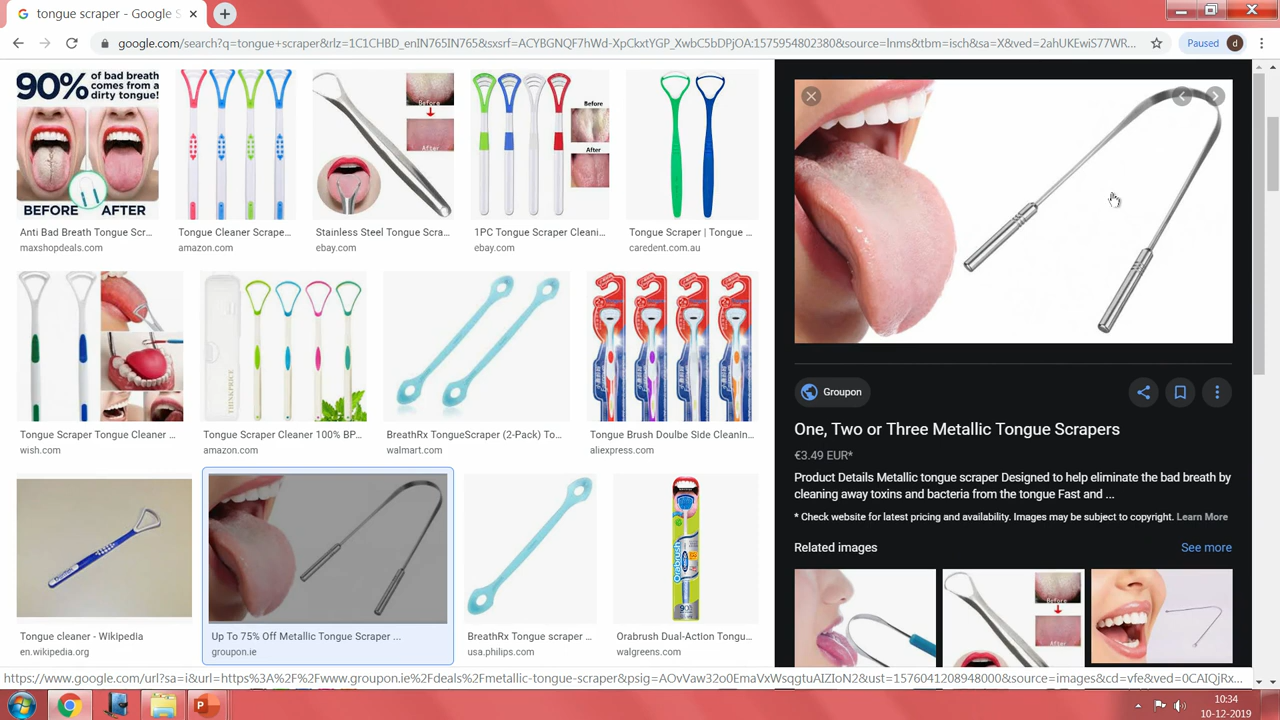 tongue scraper - Google S
google.com/search?q=tongue+scraper&rlz=1C1CHBD_enIN765IN765&sxsrf=ACYBGNQF7hWd-XpCkxtYGP_XwbC5bDPjOA:1575954802380&source=lnms&tbm=isch&sa=X&ved=2ahUKEwiS77WR...
Paused
d
90% of bad breath
comes from a
dirty tongue!
BEFORE AFTER
Before
After
Before
After
Anti Bad Breath Tongue Scr...
maxshopdeals.com
Tongue Cleaner Scrape...
amazon.com
Stainless Steel Tongue Scra...
ebay.com
1PC Tongue Scraper Cleani...
ebay.com
Tongue Scraper | Tongue ...
caredent.com.au
THINKPRICE
Tongue Scraper Tongue Cleaner ...
wish.com
Tongue Scraper Cleaner 100% BP...
amazon.com
BreathRx TongueScraper (2-Pack) To...
walmart.com
Tongue Brush Doulbe Side Cleanin...
aliexpress.com
Orabrush
Tongue cleaner - Wikipedia
en.wikipedia.org
Up To 75% Off Metallic Tongue Scraper ...
groupon.ie
BreathRx Tongue scraper ...
usa.philips.com
Orabrush Dual-Action Tongu...
walgreens.com
Groupon
One, Two or Three Metallic Tongue Scrapers
€3.49 EUR*
Product Details Metallic tongue scraper Designed to help eliminate the bad breath by
cleaning away toxins and bacteria from the tongue Fast and ...
* Check website for latest pricing and availability. Images may be subject to copyright. Learn More
Related images
See more
Before
After
https://www.google.com/url?sa=i&url=https%3A%2F%2Fwww.groupon.ie%2Fdeals%2Fmetallic-tongue-scraper&psig=AOvVaw32o0EmaVxWsqgtuAIZIoN2&ust=1576041208948000&source=images&cd=vfe&ved=0CAIQjRx...
10:34
10-12-2019